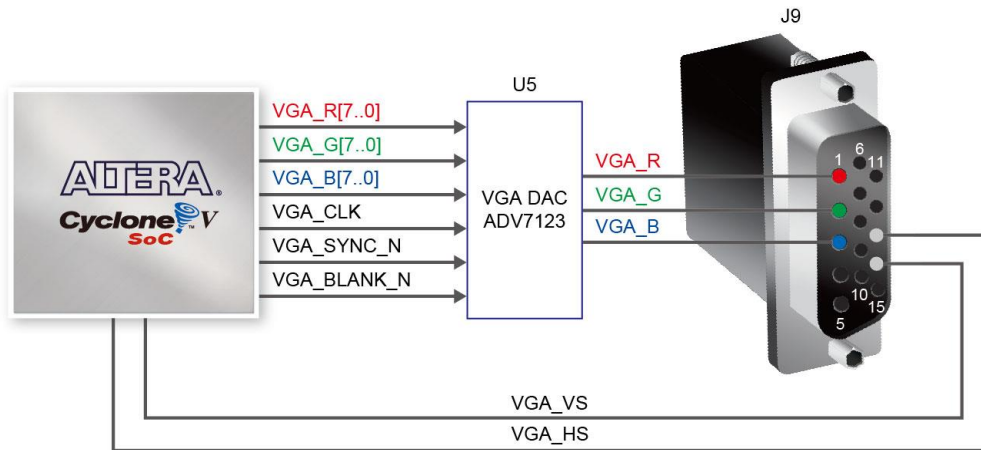 J9
U5
VGA_R[7..0]
VGA_G[7..0]
VGA_B[7..0]
VGA_CLK
VGA_SYNC_N
VGA_BLANK_N
ALTERA®
Cyclone™ V
SoC
VGA DAC
ADV7123
VGA_R
VGA_G
VGA_B
1
6
11
5
10
15
VGA_VS
VGA_HS